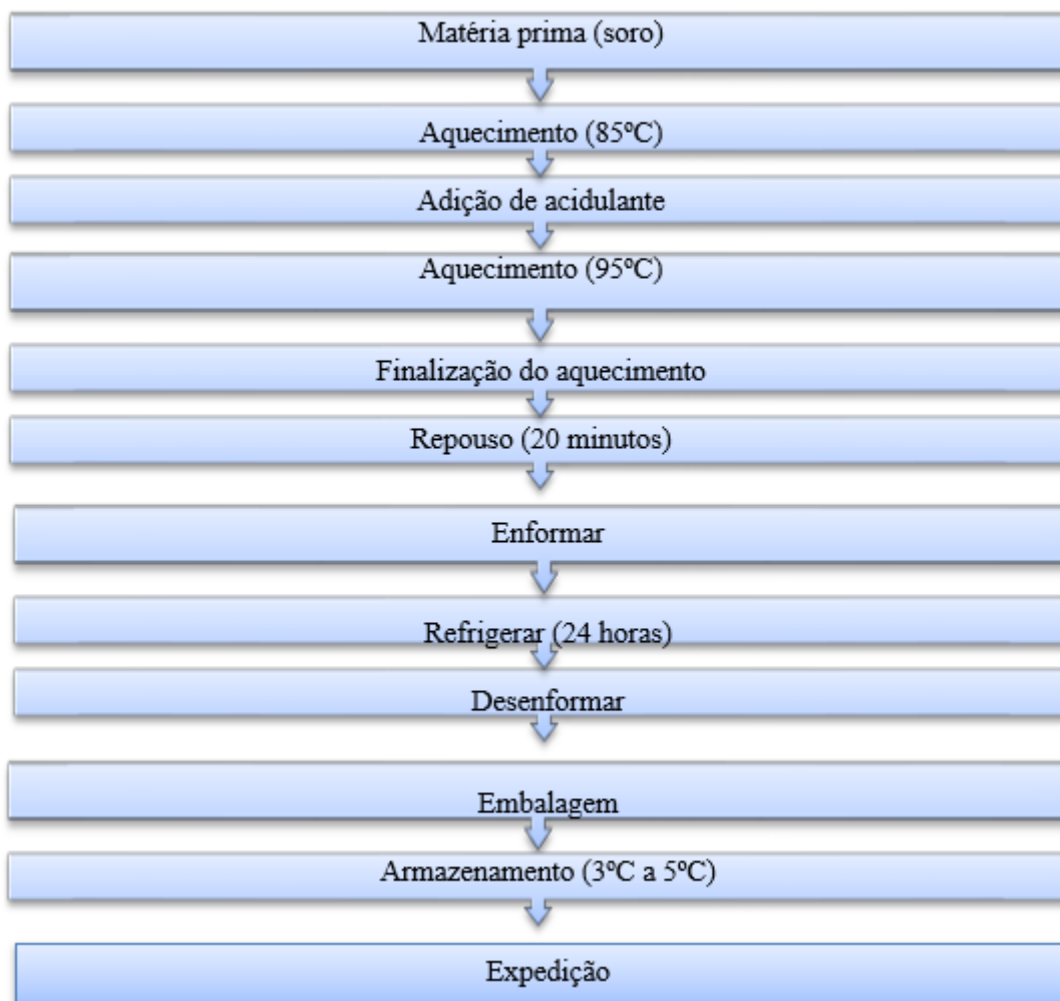 Matéria prima (soro)
Aquecimento (85ºC)
Adição de acidulante
Aquecimento (95ºC)
Finalização do aquecimento
Repouso (20 minutos)
Enformar
Refrigerar (24 horas)
Desenformar
Embalagem
Armazenamento (3ºC a 5ºC)
Expedição